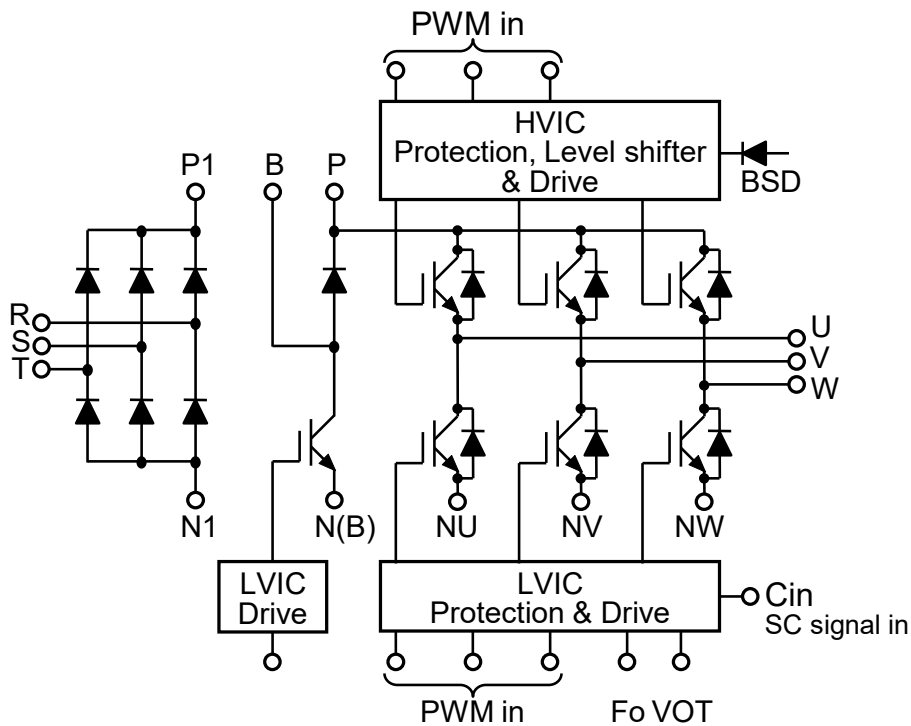 PWM in
HVIC
Protection, Level shifter
& Drive
BSD
P1
B
P
R
S
T
U
V
W
N1
N(B)
NU
NV
NW
LVIC
Drive
LVIC
Protection & Drive
Cin
SC signal in
PWM in
Fo VOT